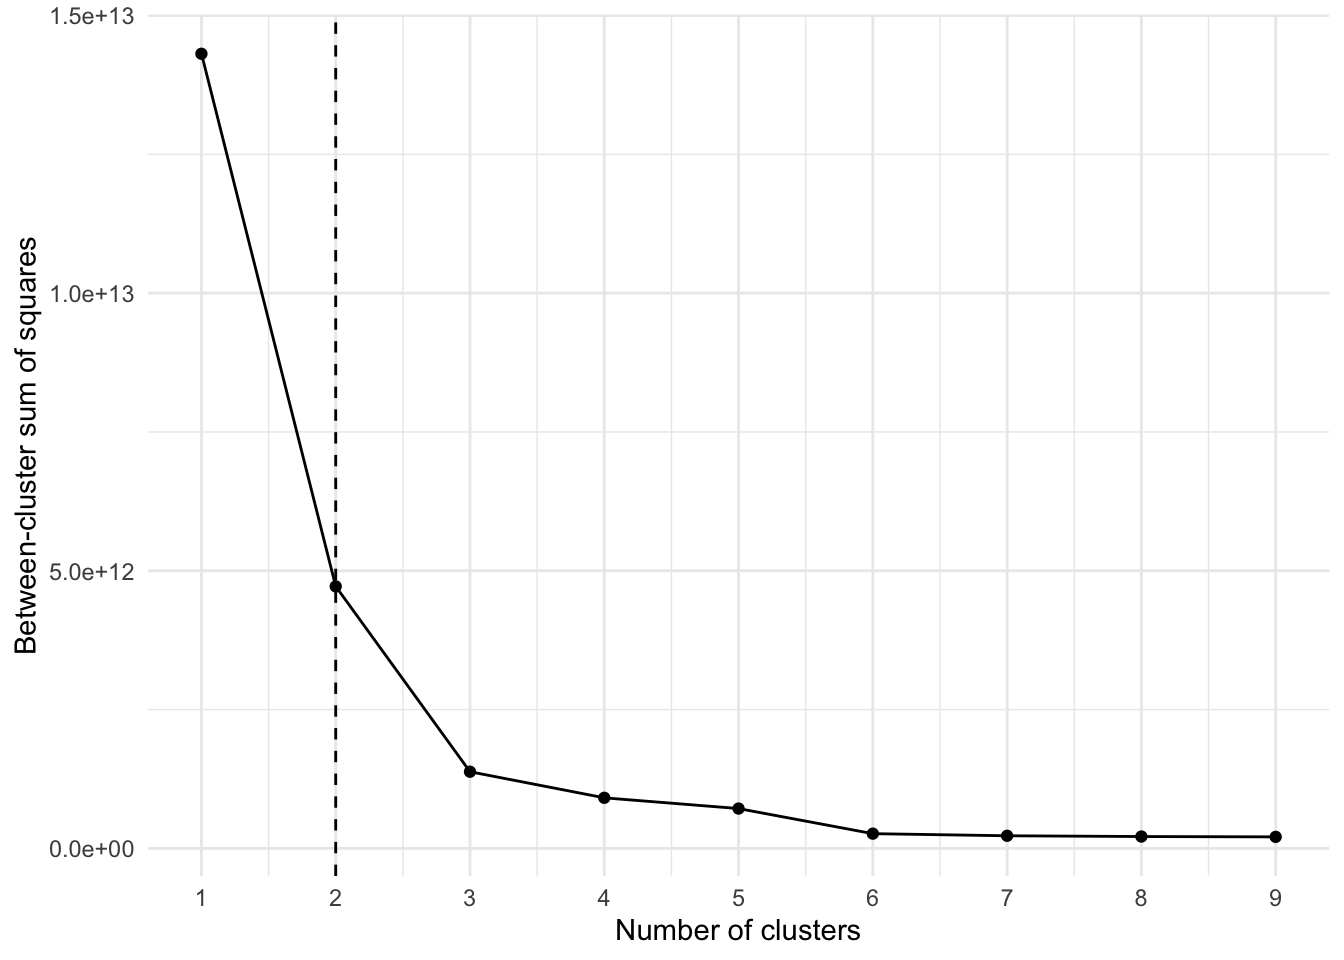 1.5e+13
1.0e+13
5.0e+12
0.0e+00
Between-cluster sum of squares
1 2 3 4 5 6 7 8 9
Number of clusters